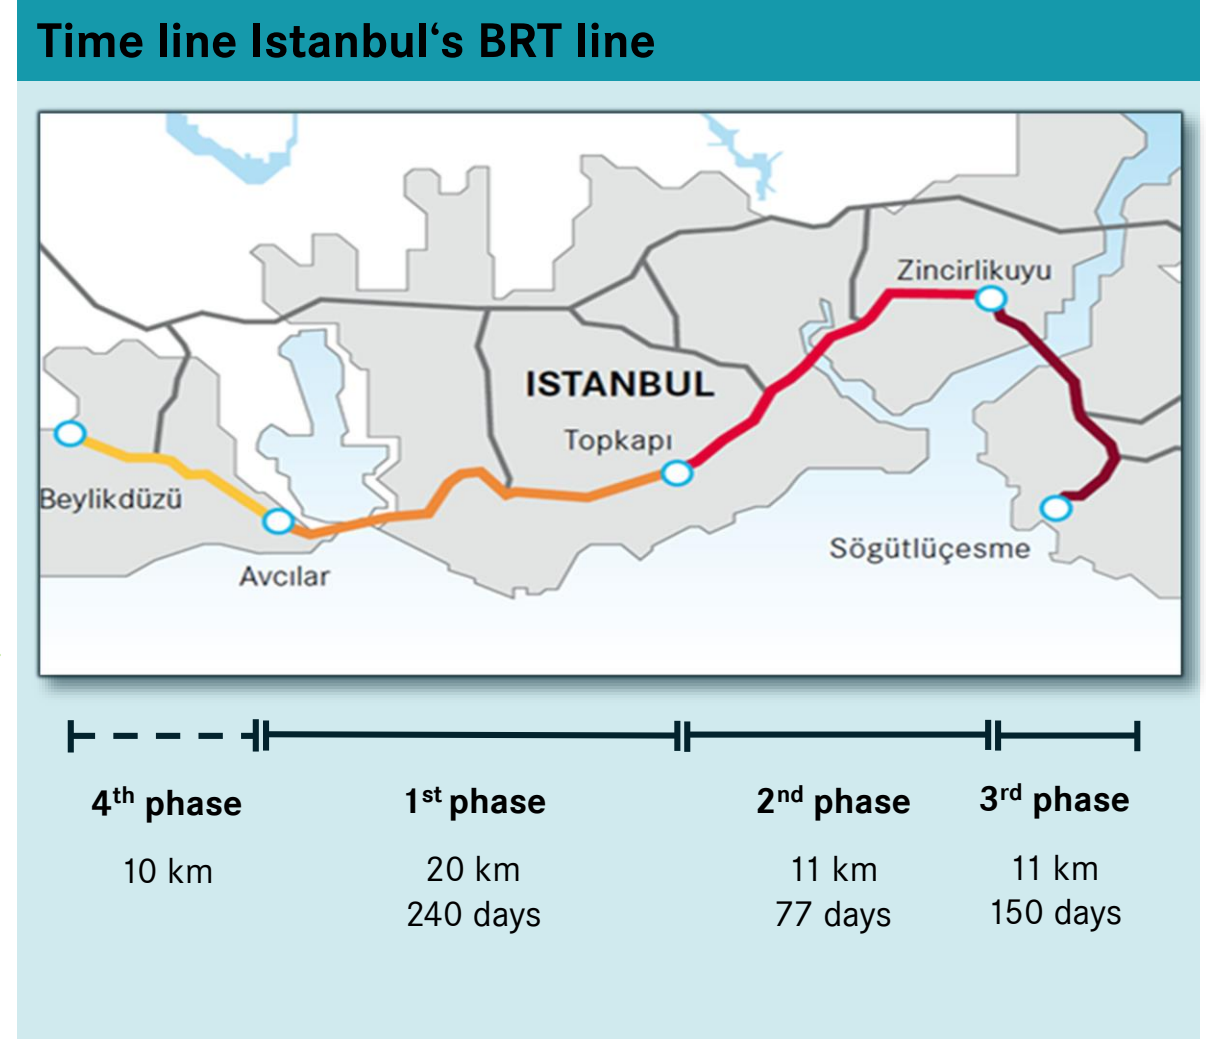 Time line Istanbul‘s BRT line
Zincirlikuyu
ISTANBUL
Topkapı
Beylikdüzü
Sögütlüçesme
Avcılar
4th phase
1st phase
2nd phase
3rd phase
10 km
20 km
11 km
11 km
240 days
77 days
150 days